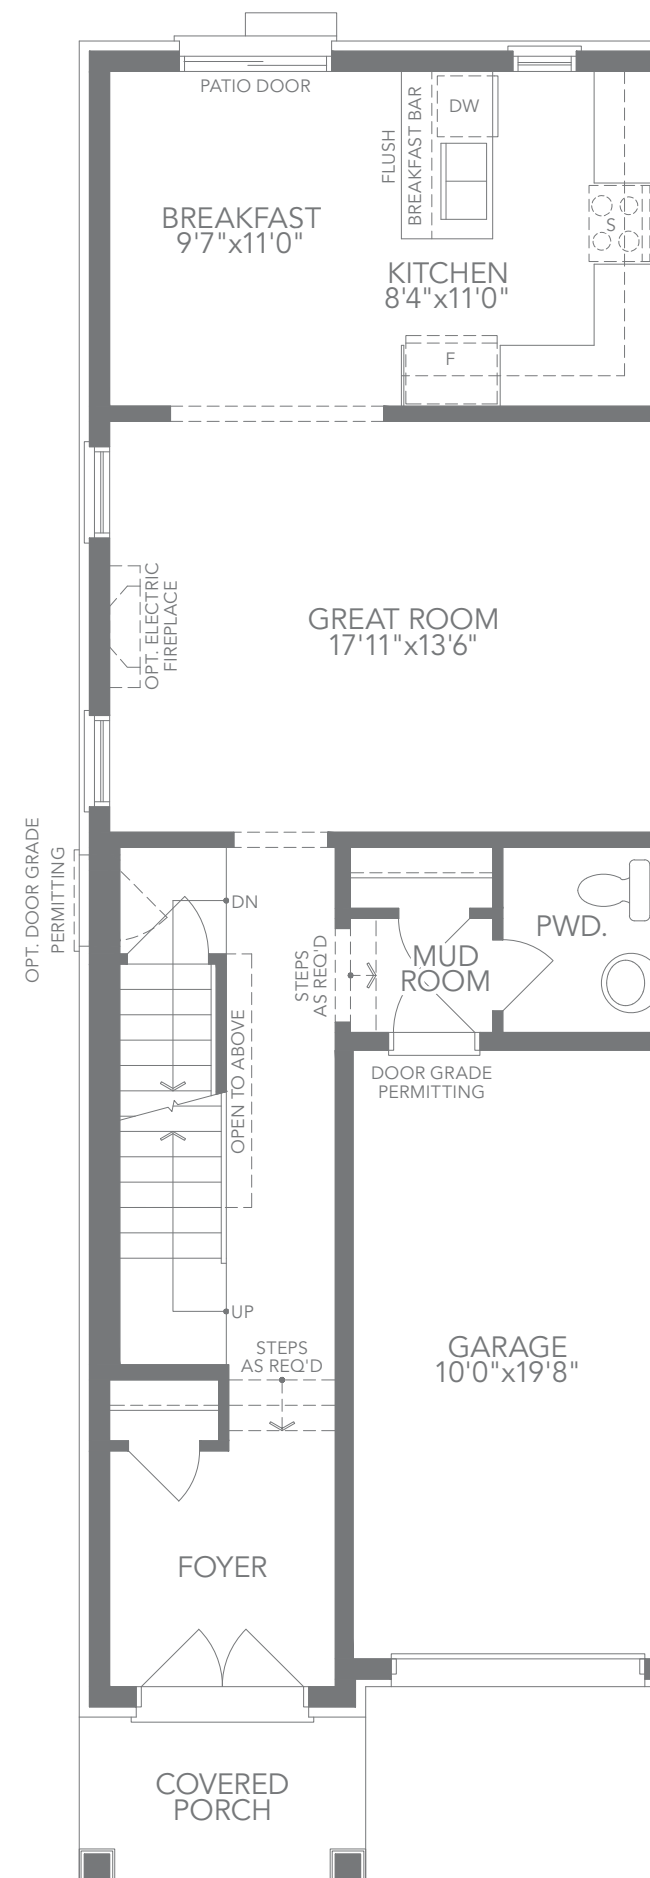 PATIO DOOR
FLUSH
BREAKFAST BAR
DW
BREAKFAST
9'7"x11'0"
S
KITCHEN
8'4"x11'0"
F
OPT. ELECTRIC
FIREPLACE
GREAT ROOM
17'11"x13'6"
OPT. DOOR GRADE
PERMITTING
DN
STEPS
AS REQ'D
MUD
ROOM
PWD.
OPEN TO ABOVE
DOOR GRADE
PERMITTING
UP
STEPS
AS REQ'D
GARAGE
10'0"x19'8"
FOYER
COVERED
PORCH